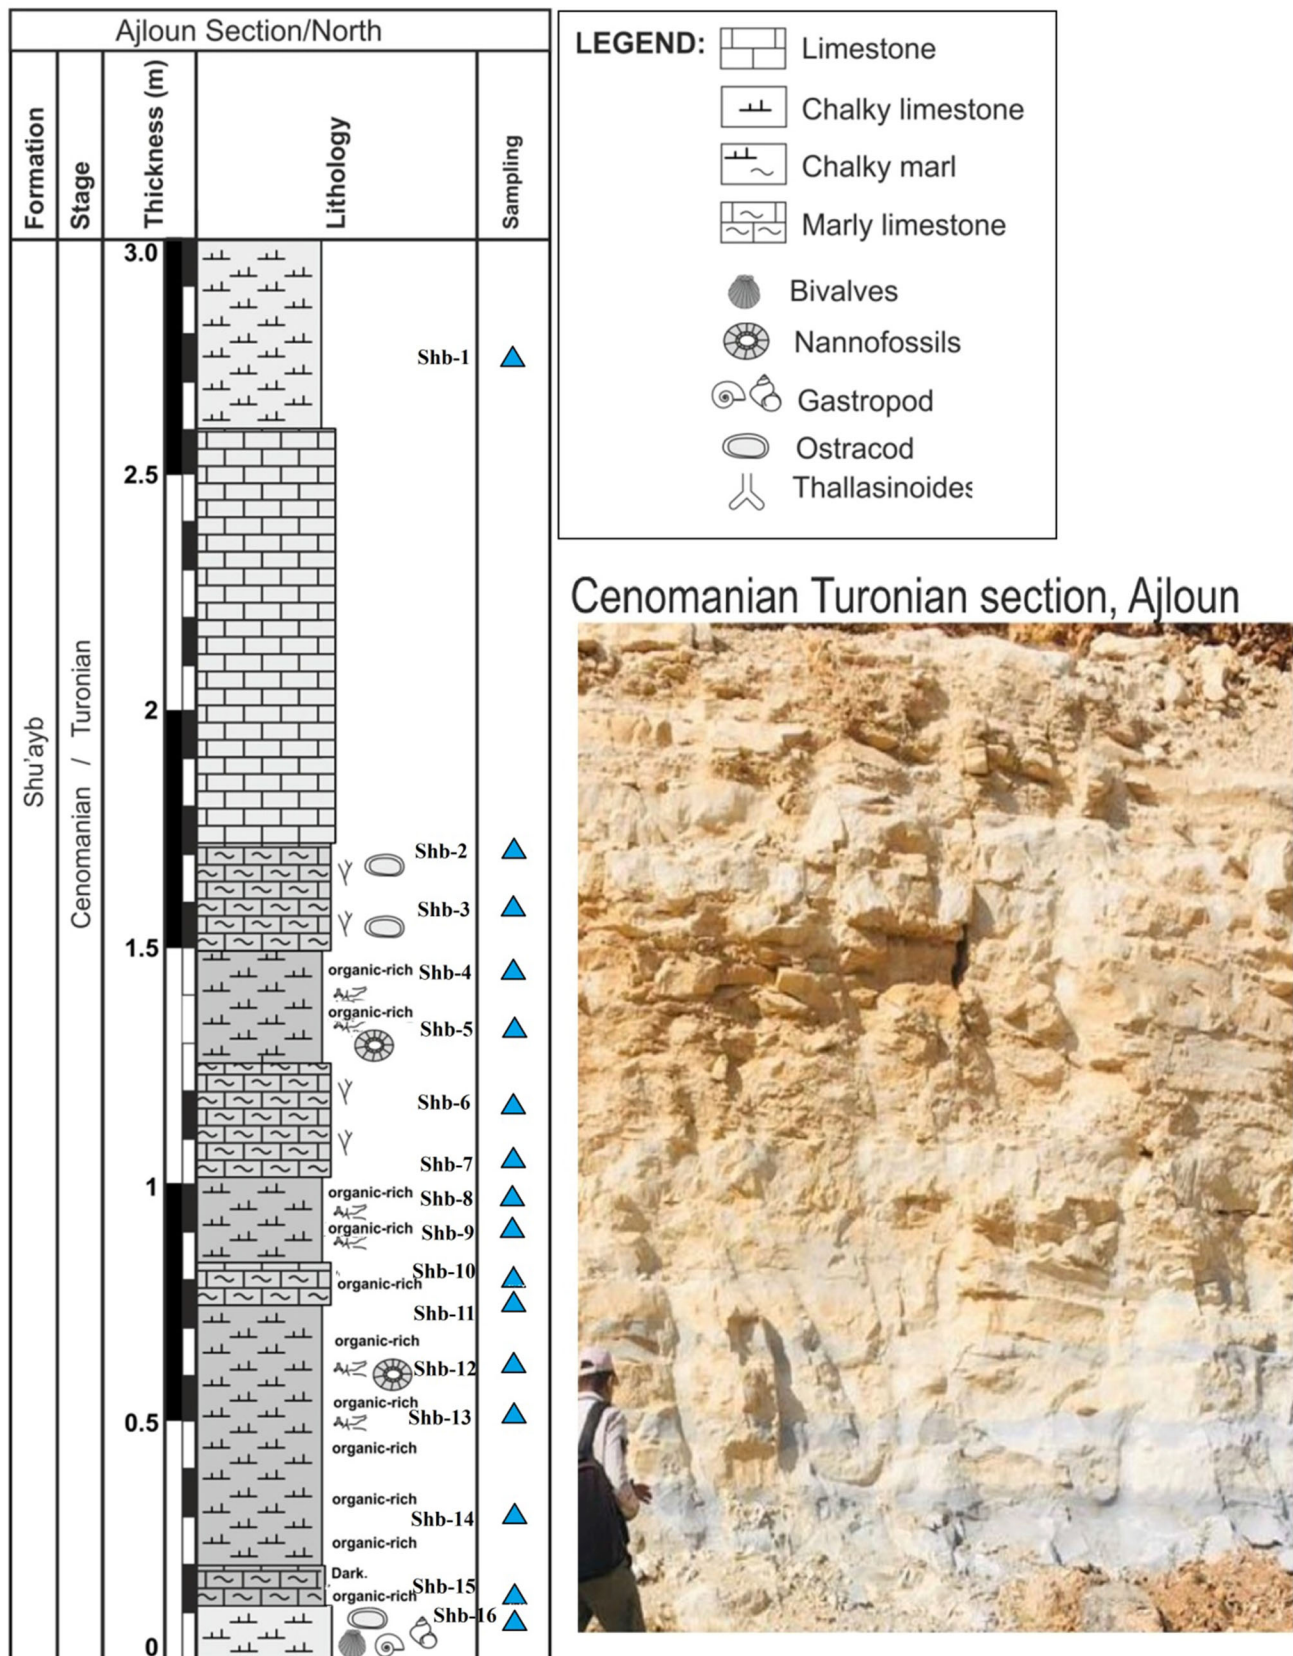 Ajloun Section/North
Formation
Stage
Thickness (m)
Lithology
Sampling
3.0
2.5
2
1.5
1
0.5
0
Shu'ayb
Cenomanian / Turonian
Shb-1
Shb-2
Shb-3
organic-rich Shb-4
organic-rich
Shb-5
Shb-6
Shb-7
organic-rich
Shb-8
organic-rich
Shb-9
Shb-10
organic-rich
Shb-11
organic-rich
Shb-12
organic-rich
Shb-13
organic-rich
organic-rich
Shb-14
organic-rich
Dark.
Shb-15
organic-rich
Shb-16
LEGEND:
Limestone
Chalky limestone
Chalky marl
Marly limestone
Bivalves
Nannofossils
Gastropod
Ostracod
Thallasinoides
Cenomanian Turonian section, Ajloun